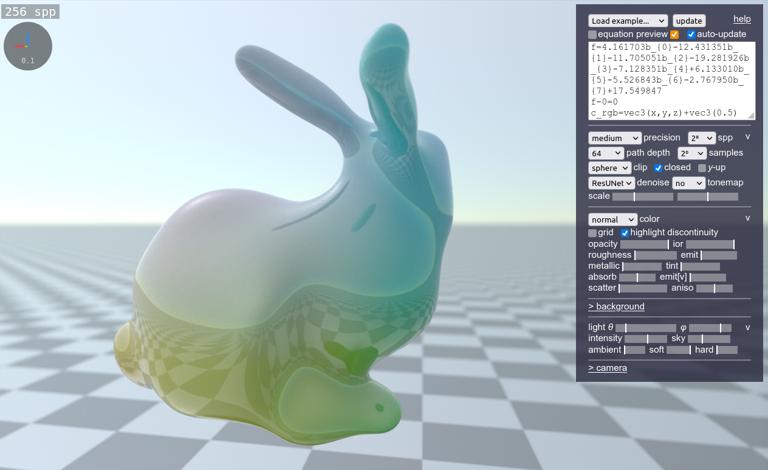 256 spp
0.1
Load example... update help
equation preview auto-update
f=4.161703b_{0}-12.431351b_
{1}-11.705051b_{2}-19.281926b
_{3}-7.128351b_{4}+6.133010b_
{5}-5.526843b_{6}-2.767950b_
{7}+17.549847
f=0=0
c_rgb=vec3(x,y,z)+vec3(0.5)
medium precision spp v
64 path depth samples
sphere clip closed y-up
ResUNet denoise no tonemap
scale
normal color v
grid highlight discontinuity
opacity ior
roughness emit
metallic tint
absorb emit[v]
scatter aniso
> background
light θ φ v
intensity sky
ambient soft hard
> camera